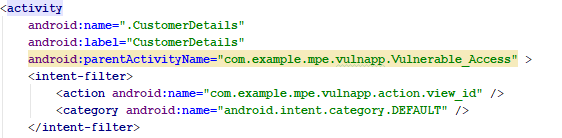 <activity
android:name=".CustomerDetails"
android:label="CustomerDetails"
android:parentActivityName="com.example.mpe.vulnapp.Vulnerable_Access" >
<intent-filter>
<action android:name="com.example.mpe.vulnapp.action.view_id" />
<category android:name="android.intent.category.DEFAULT" />
</intent-filter>